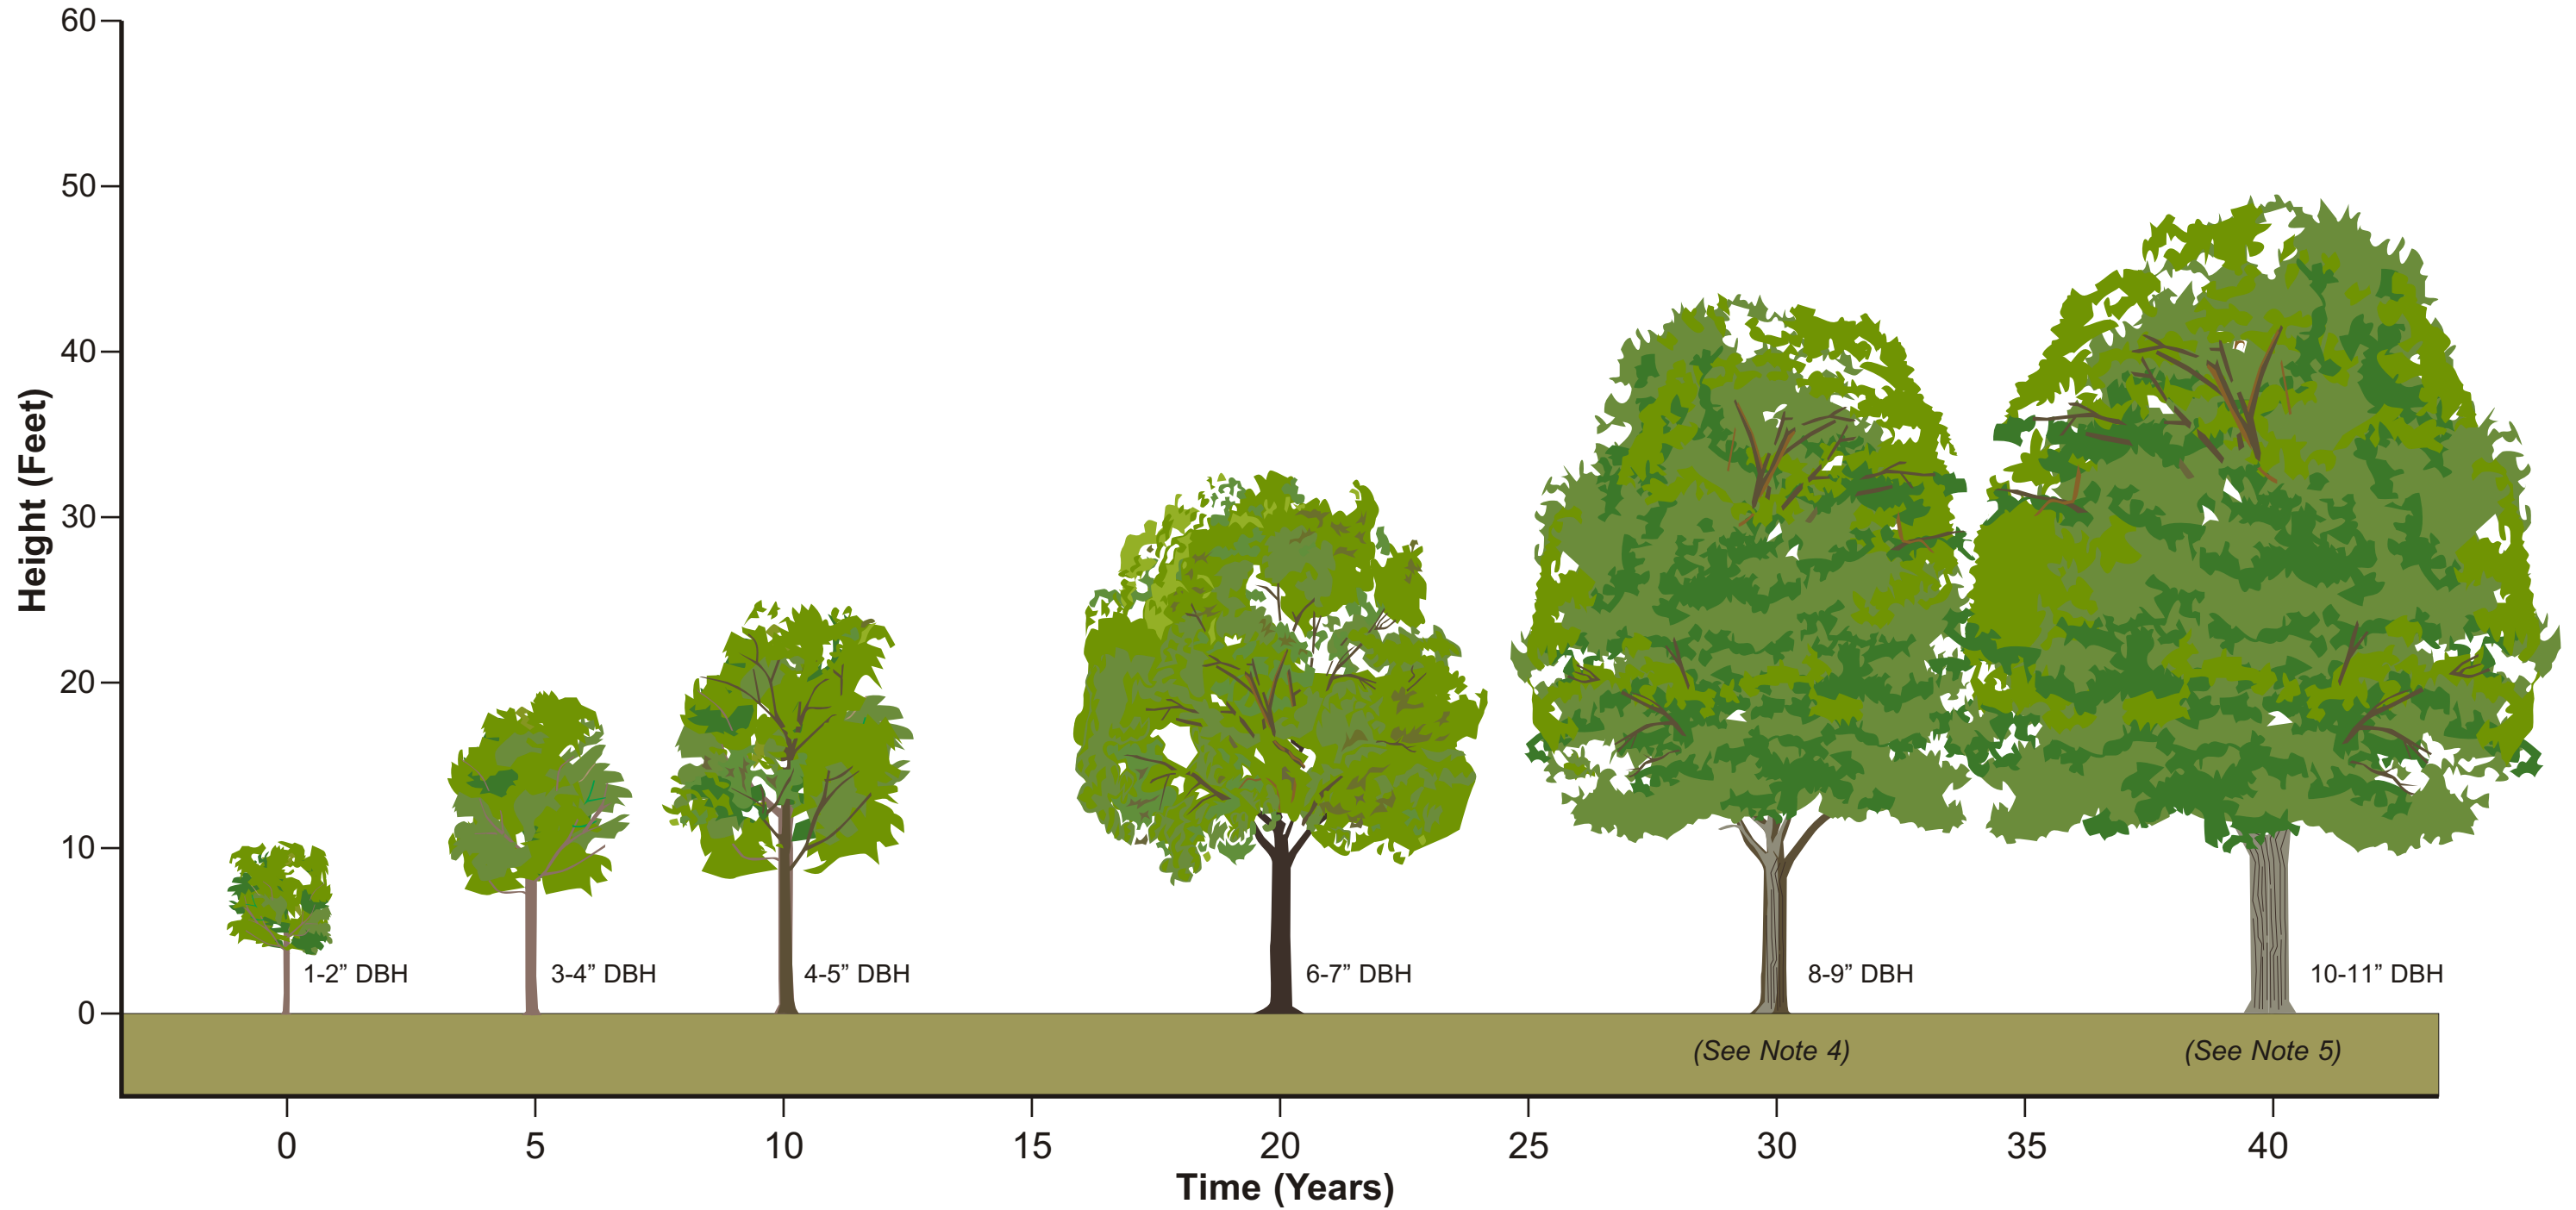 60
50
40
30
20
10
0
Height (Feet)
1-2” DBH
3-4” DBH
4-5” DBH
6-7” DBH
8-9” DBH
10-11” DBH
(See Note 4)
(See Note 5)
0
5
10
15
20
25
30
35
40
Time (Years)